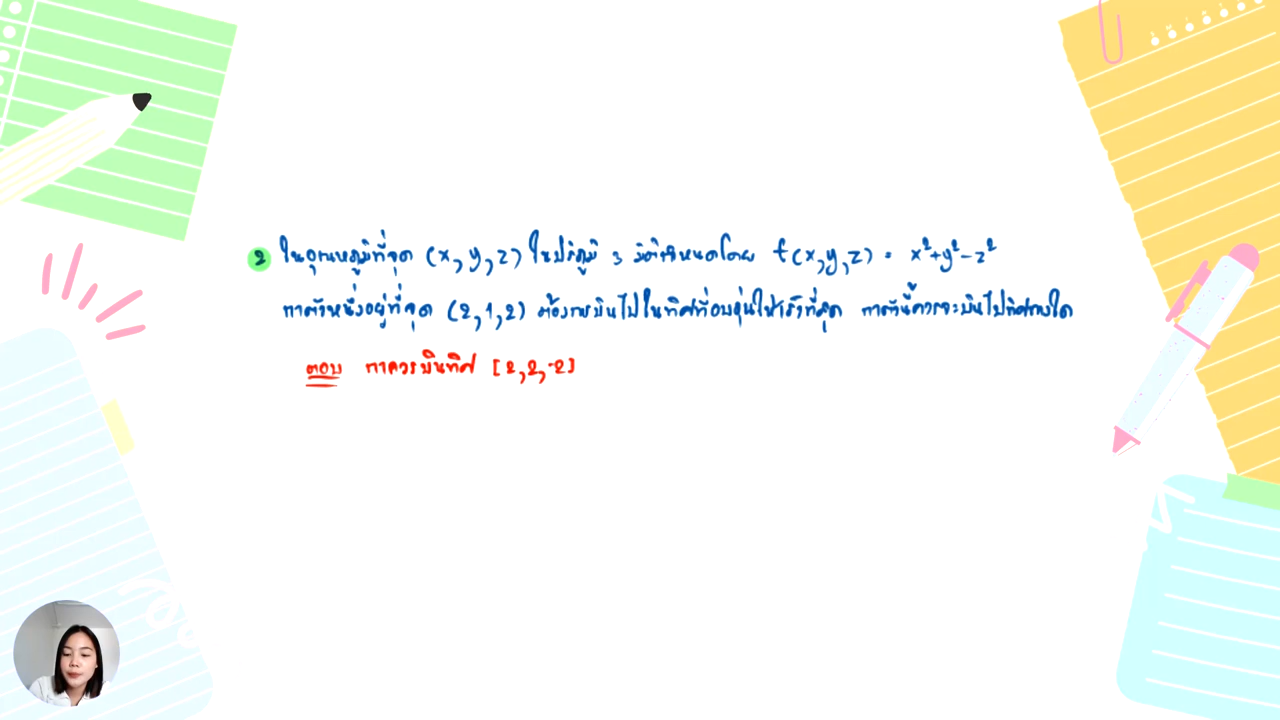 2 ให้อุณหภูมิที่จุด (x, y, z) ในปริภูมิ 3 มิติกำหนดโดย f(x, y, z) = x²+y²-z²
กาตัวหนึ่งอยู่ที่จุด (2, 1, 2) ต้องการบินไปในทิศที่อบอุ่นให้เร็วที่สุด กาตัวนี้ควรจะบินไปทิศทางใด
ตอบ กาควรบินทิศ [2, 2, -2]